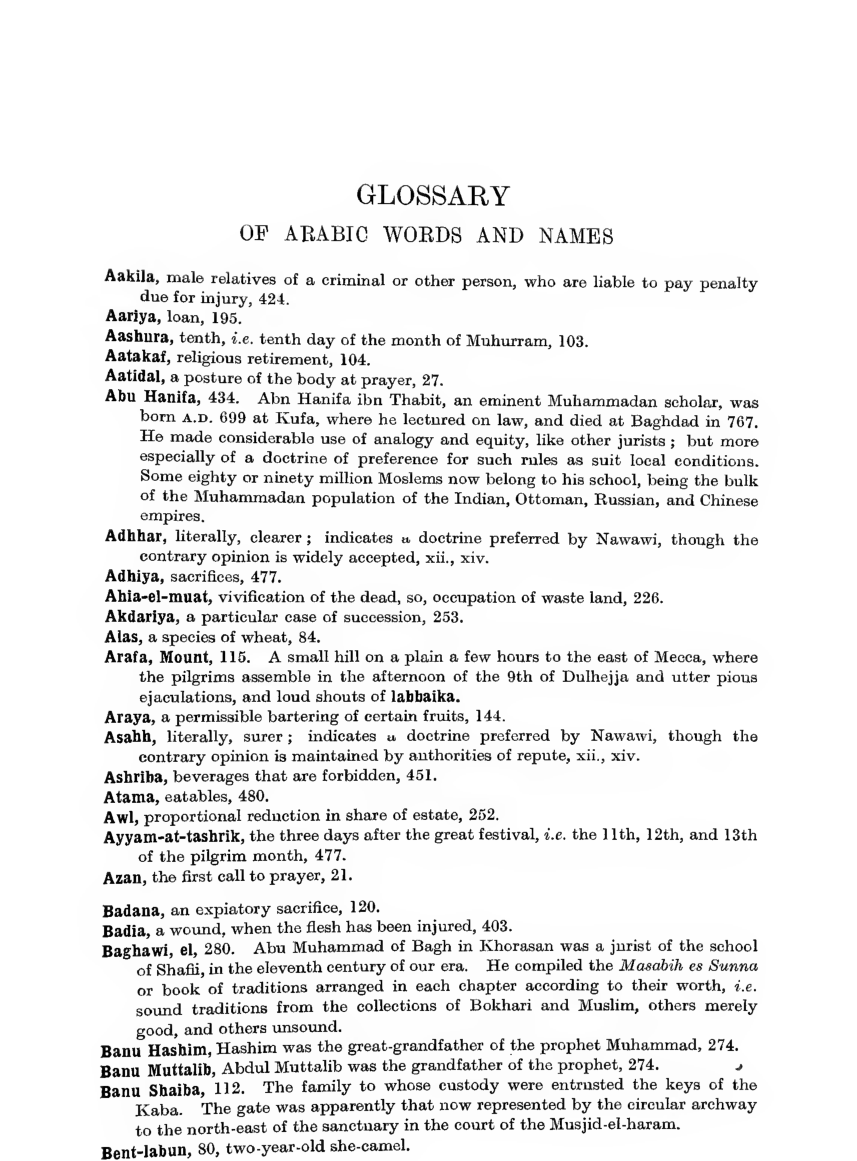 GLOSSARY
OF ARABIC WORDS AND NAMES
Aakila, male relatives of a criminal or other person, who are liable to pay penalty
due for injury, 424.
Aariya, loan, 195.
Aashura, tenth, i.e. tenth day of the month of Muhurram, 103.
Aatakaf, religious retirement, 104.
Aatidal, a posture of the body at prayer, 27.
Abu Hanifa, 434. Abn Hanifa ibn Thabit, an eminent Muhammadan scholar, was
born A.D. 699 at Kufa, where he lectured on law, and died at Baghdad in 767.
He made considerable use of analogy and equity, like other jurists ; but more
especially of a doctrine of preference for such rules as suit local conditions.
Some eighty or ninety million Moslems now belong to his school, being the bulk
of the Muhammadan population of the Indian, Ottoman, Russian, and Chinese
empires.
Adhhar, literally, clearer ; indicates a doctrine preferred by Nawawi, though the
contrary opinion is widely accepted, xii., xiv.
Adhiya, sacrifices, 477.
Ahia-el-muat, vivification of the dead, so, occupation of waste land, 226.
Akdariya, a particular case of succession, 253.
Alas, a species of wheat, 84.
Arafa, Mount, 115. A small hill on a plain a few hours to the east of Mecca, where
the pilgrims assemble in the afternoon of the 9th of Dulhejja and utter pious
ejaculations, and loud shouts of labbaika.
Araya, a permissible bartering of certain fruits, 144.
Asahh, literally, surer ; indicates a doctrine preferred by Nawawi, though the
contrary opinion is maintained by authorities of repute, xii., xiv.
Ashriba, beverages that are forbidden, 451.
Atama, eatables, 480.
Awl, proportional reduction in share of estate, 252.
Ayyam-at-tashrik, the three days after the great festival, i.e. the 11th, 12th, and 13th
of the pilgrim month, 477.
Azan, the first call to prayer, 21.
Badana, an expiatory sacrifice, 120.
Badia, a wound, when the flesh has been injured, 403.
Baghawi, el, 280. Abu Muhammad of Bagh in Khorasan was a jurist of the school
of Shafii, in the eleventh century of our era. He compiled the Masabih es Sunna
or book of traditions arranged in each chapter according to their worth, i.e.
sound traditions from the collections of Bokhari and Muslim, others merely
good, and others unsound.
Banu Hashim, Hashim was the great-grandfather of the prophet Muhammad, 274.
Banu Muttalib, Abdul Muttalib was the grandfather of the prophet, 274.
Banu Shaiba, 112. The family to whose custody were entrusted the keys of the
Kaba. The gate was apparently that now represented by the circular archway
to the north-east of the sanctuary in the court of the Musjid-el-haram.
Bent-labun, 80, two-year-old she-camel.